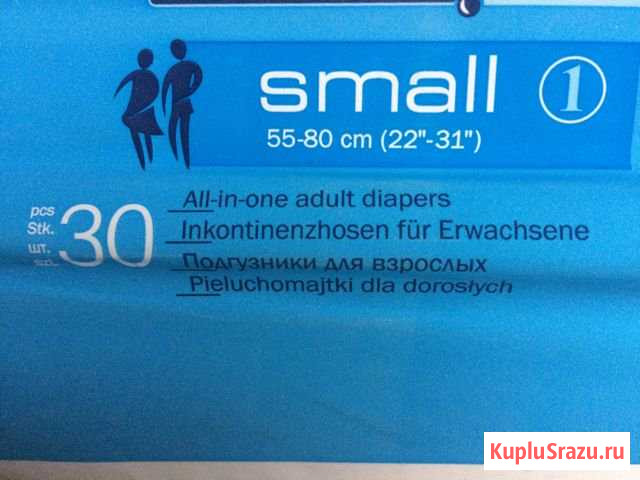 small 1
55-80 cm (22"-31")
pcs
Stk.
шт.
szt.
30
All-in-one adult diapers
Inkontinenzhosen für Erwachsene
Подгузники для взрослых
Pieluchomajtki dla dorosłych
KupluSrazu.ru